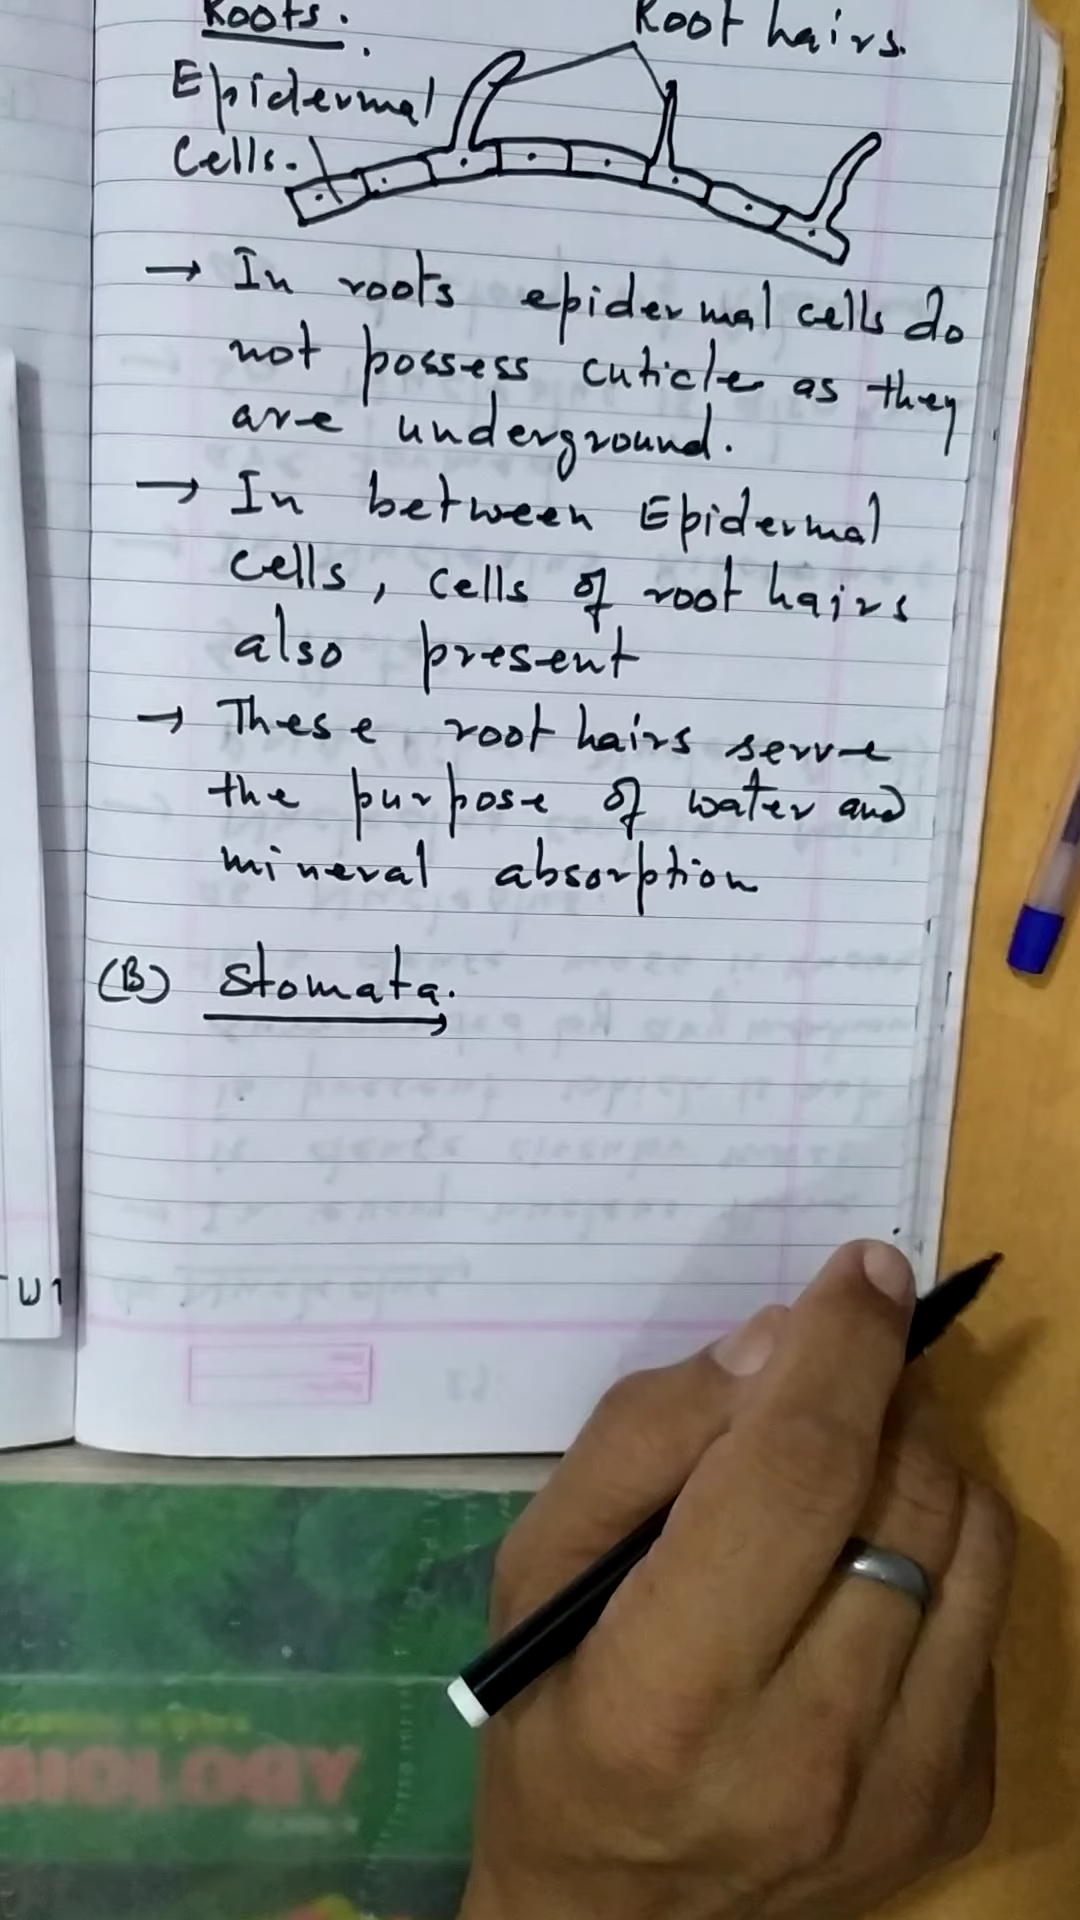 Roots.
Root hairs.
Epidermal
Cells.
→ In roots epidermal cells do
not possess cuticle as they
are underground.
→ In between Epidermal
cells, cells of root hairs
also present
→ These root hairs serve
the purpose of water and
mineral absorption
(B) Stomata.
W1
BIOLOGY